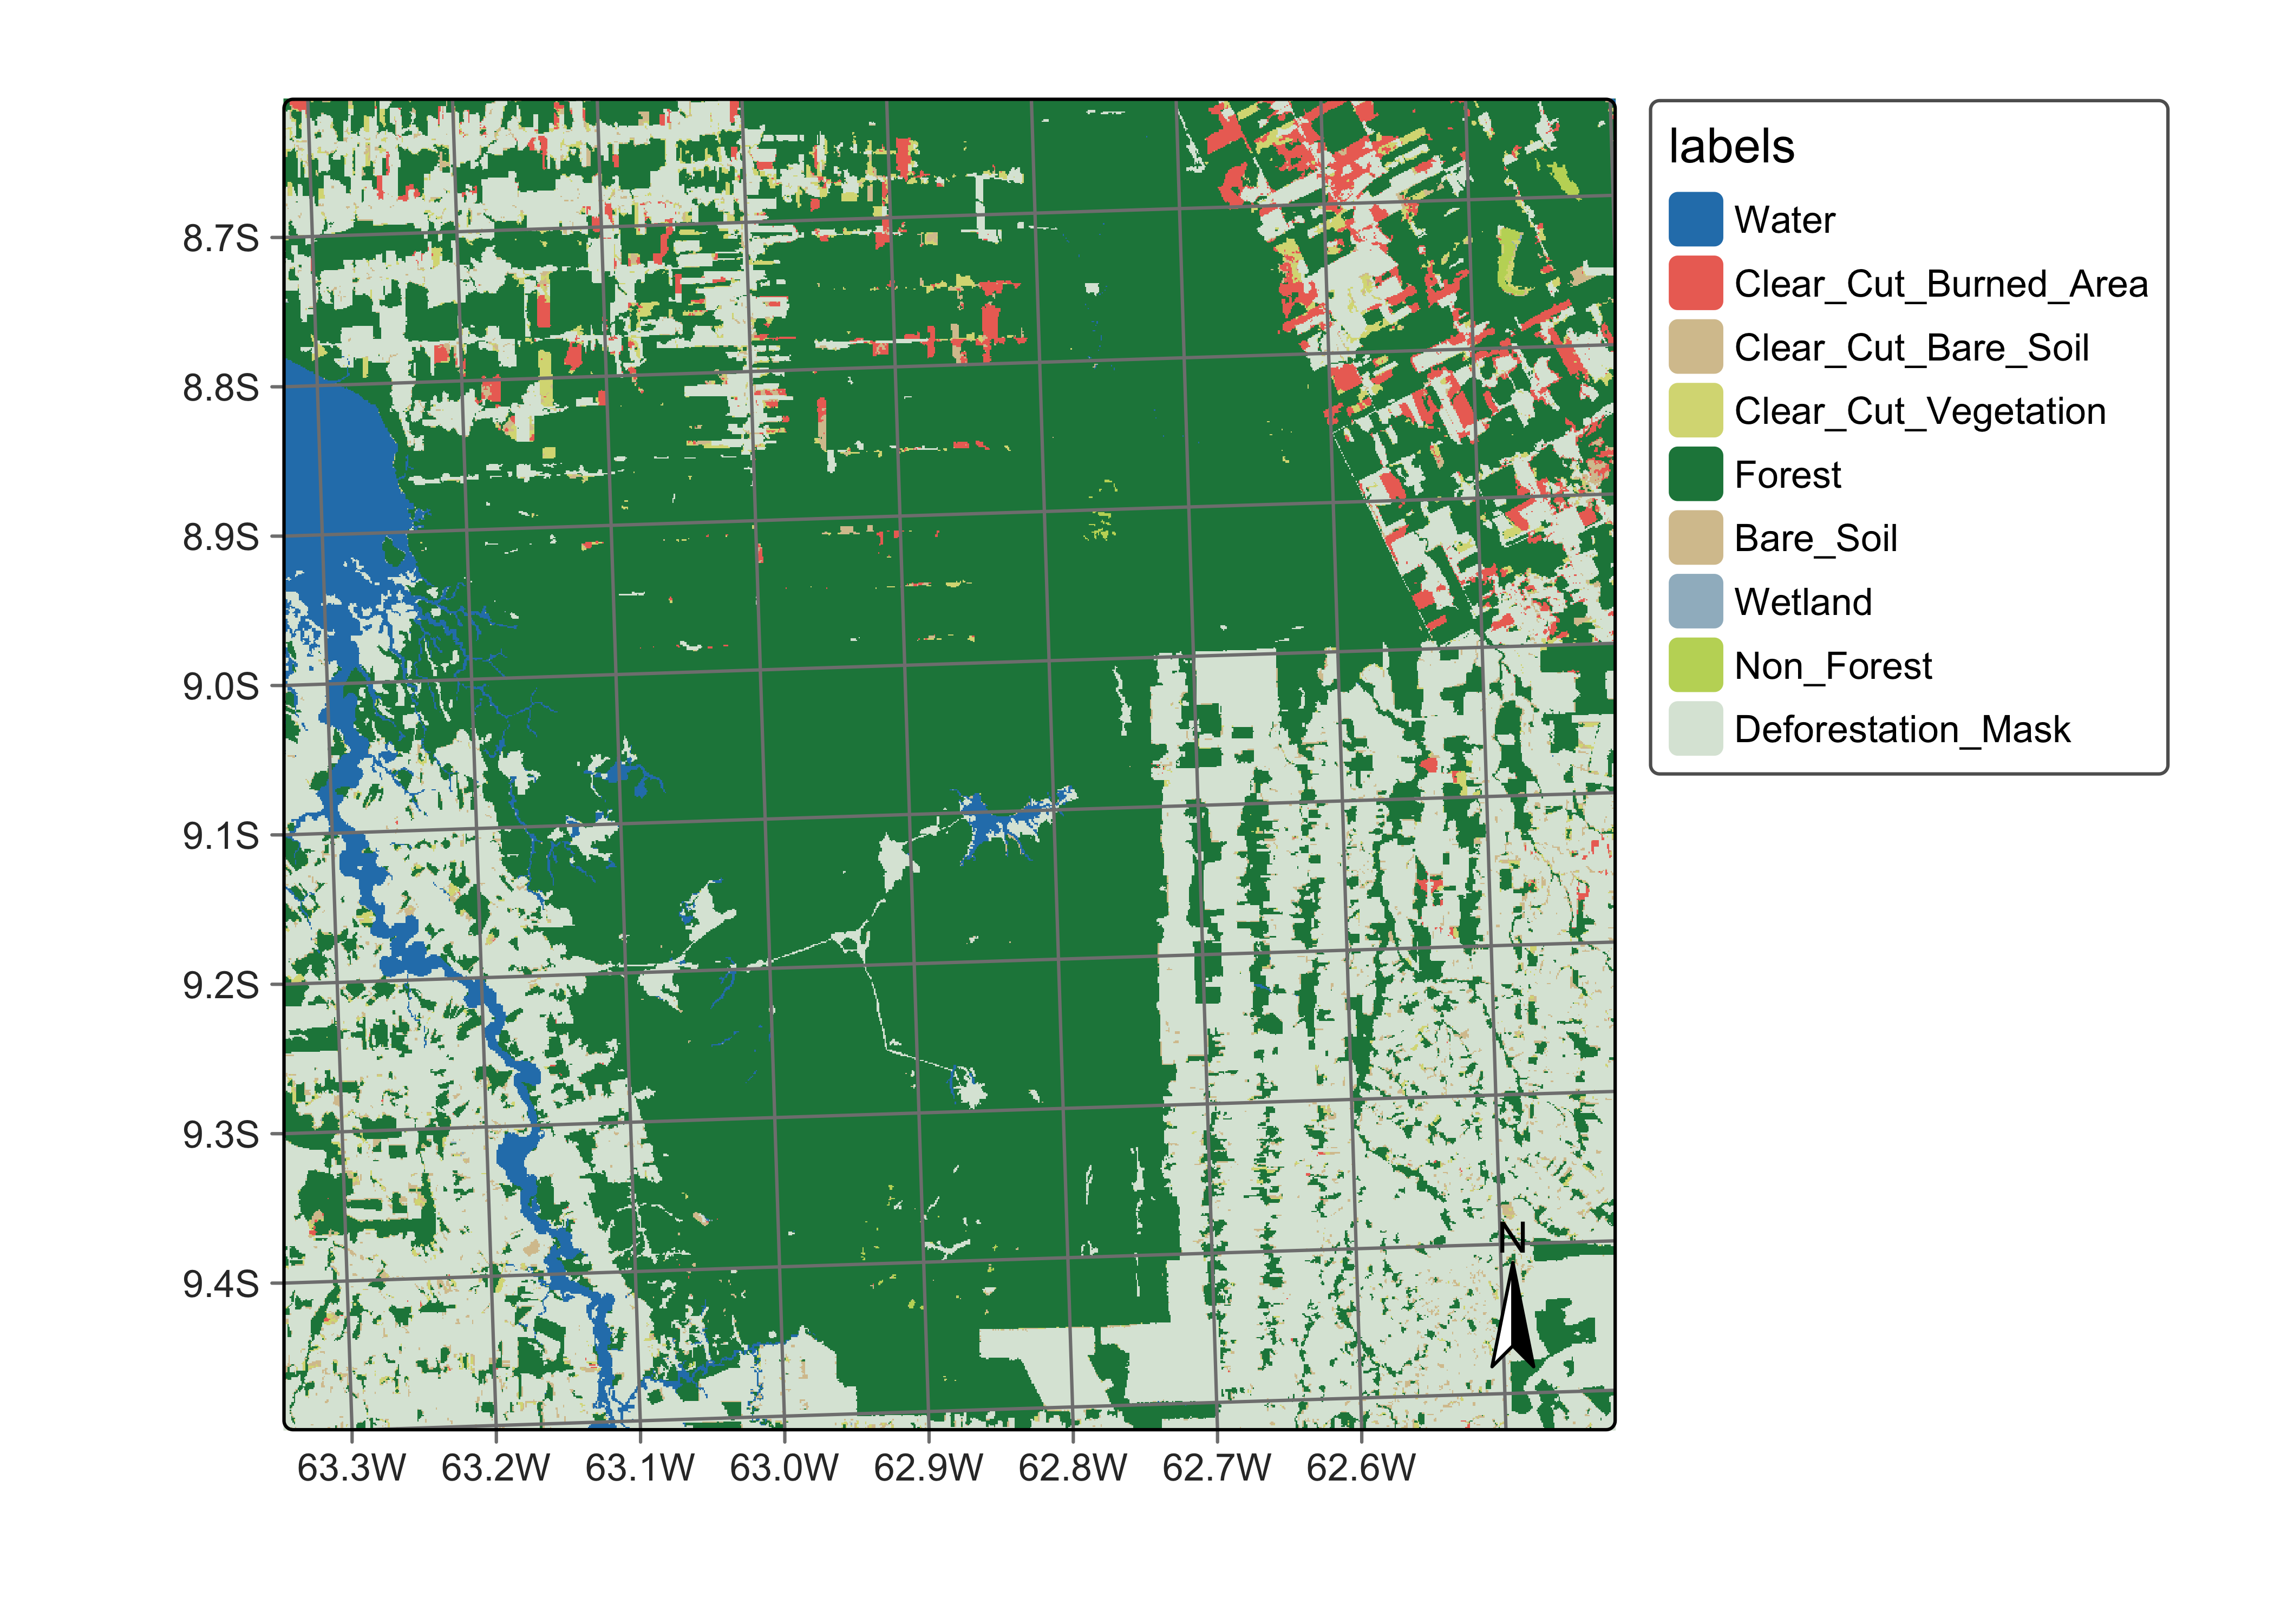 labels
Water
Clear_Cut_Burned_Area
Clear_Cut_Bare_Soil
Clear_Cut_Vegetation
Forest
Bare_Soil
Wetland
Non_Forest
Deforestation_Mask
8.7S
8.8S
8.9S
9.0S
9.1S
9.2S
9.3S
9.4S
N
63.3W 63.2W 63.1W 63.0W 62.9W 62.8W 62.7W 62.6W